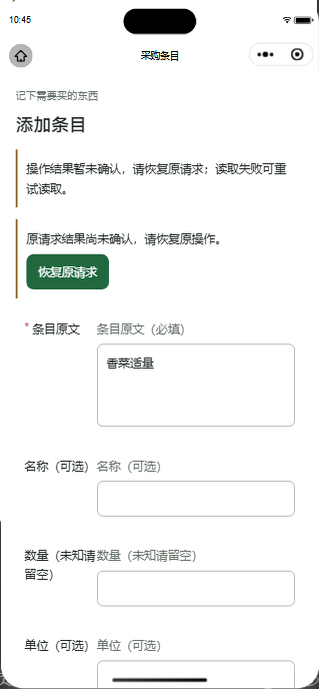 10:45
采购条目
记下需要买的东西
添加条目
操作结果暂未确认，请恢复原请求；读取失败可重
试读取。
原请求结果尚未确认，请恢复原操作。
恢复原请求
* 条目原文 条目原文（必填）
香菜适量
名称（可选） 名称（可选）
数量（未知请 数量（未知请留空）
留空）
单位（可选） 单位（可选）